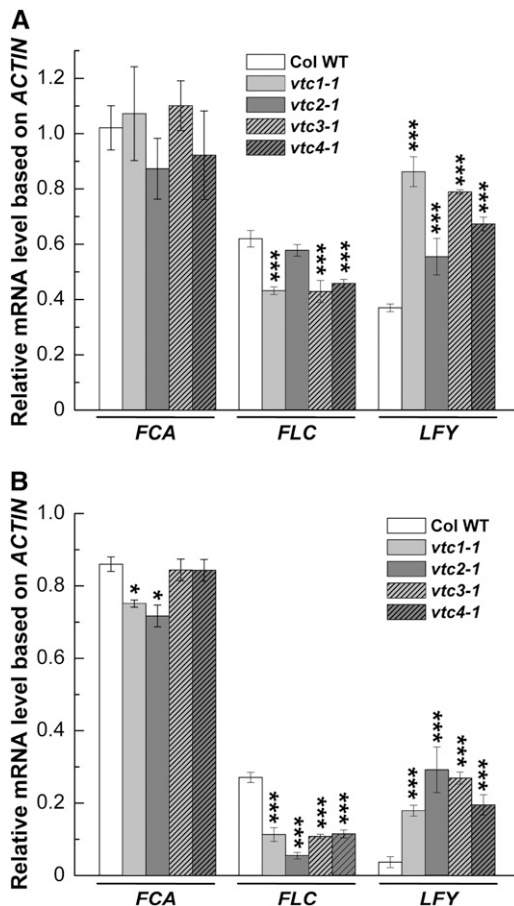 A
Relative mRNA level based on ACTIN
1.2
1.0
0.8
0.6
0.4
0.2
0
Col WT
vtc1-1
vtc2-1
vtc3-1
vtc4-1
***
***
***
***
***
***
***
FCA
FLC
LFY
B
Relative mRNA level based on ACTIN
1.0
0.8
0.6
0.4
0.2
0
Col WT
vtc1-1
vtc2-1
vtc3-1
vtc4-1
*
*
***
***
***
***
***
***
***
***
FCA
FLC
LFY